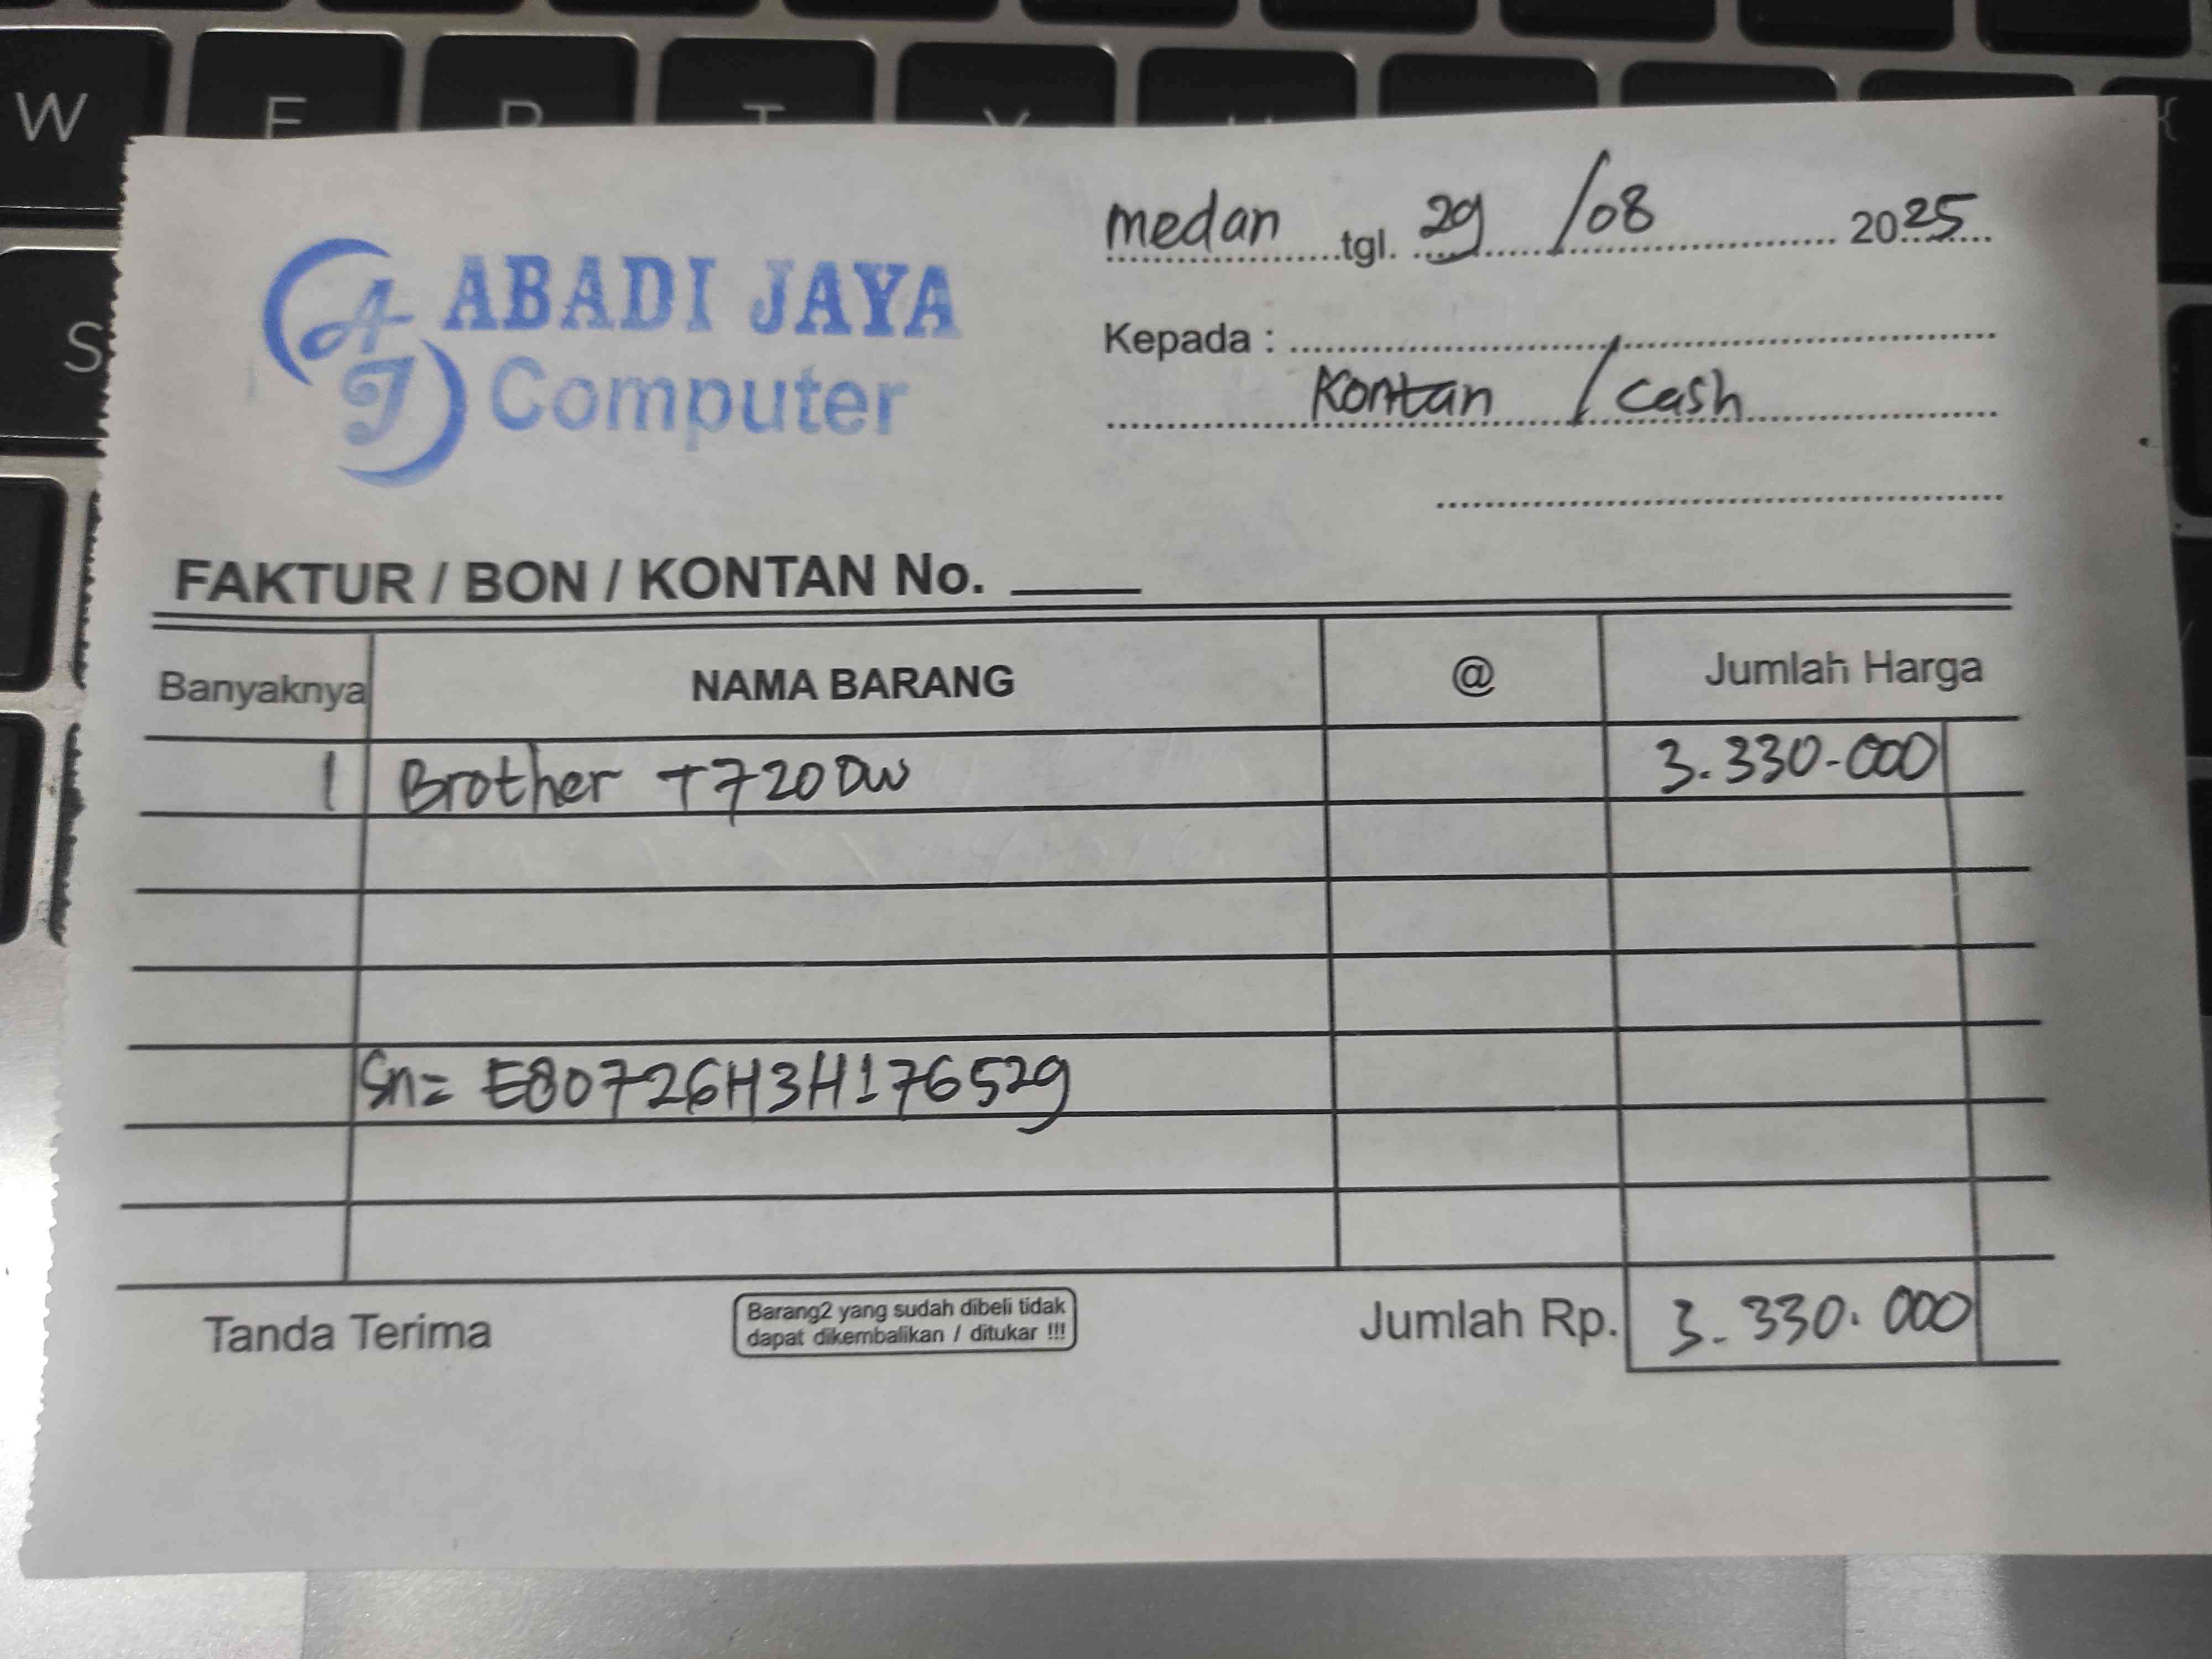 W E R T Y U {
S
medan tgl. 29 /08 2025
AJ ABADI JAYA
Computer
Kepada :
Kontan / cash
FAKTUR / BON / KONTAN No.
Banyaknya NAMA BARANG @ Jumlah Harga
1 Brother T720DW 3.330-000
Sn= E80726H3H176529
Tanda Terima
Barang2 yang sudah dibeli tidak
dapat dikembalikan / ditukar !!!
Jumlah Rp. 3.330.000